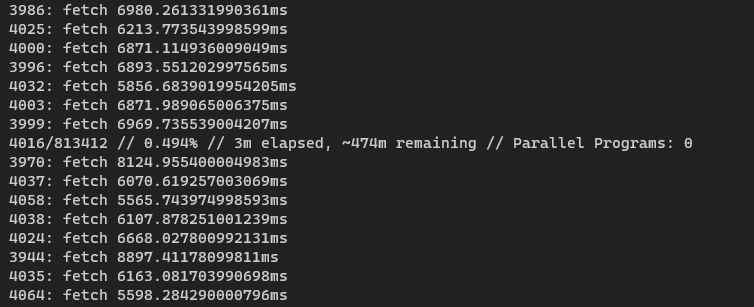 3986: fetch 6980.261331990361ms
4025: fetch 6213.773543998599ms
4000: fetch 6871.114936009049ms
3996: fetch 6893.551202997565ms
4032: fetch 5856.6839019954205ms
4003: fetch 6871.989065006375ms
3999: fetch 6969.735539004207ms
4016/813412 // 0.494% // 3m elapsed, ~474m remaining // Parallel Programs: 0
3970: fetch 8124.955400004983ms
4037: fetch 6070.619257003069ms
4058: fetch 5565.743974998593ms
4038: fetch 6107.878251001239ms
4024: fetch 6668.027800992131ms
3944: fetch 8897.41178099811ms
4035: fetch 6163.081703990698ms
4064: fetch 5598.284290000796ms